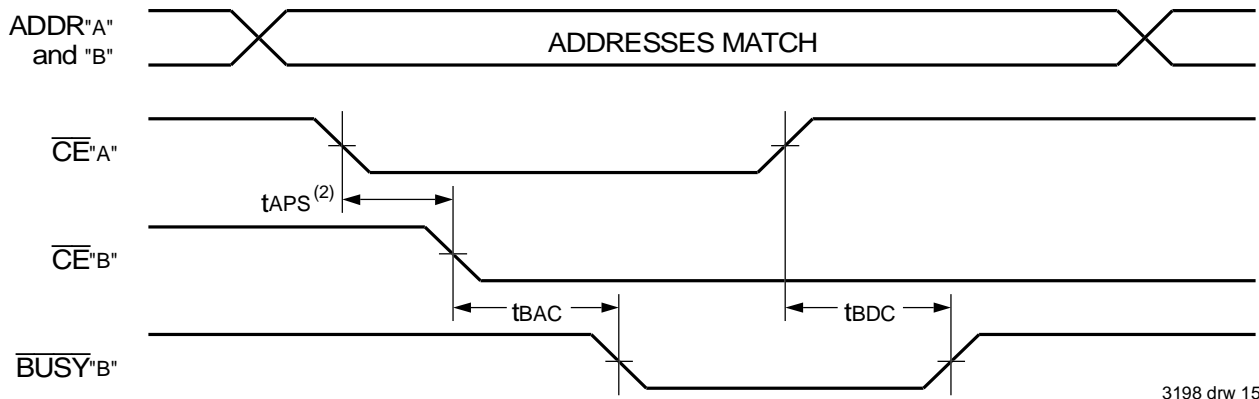 ADDR"A"
and "B"
ADDRESSES MATCH
CE"A"
tAPS(2)
CE"B"
tBAC
tBDC
BUSY"B"
3198 drw 15